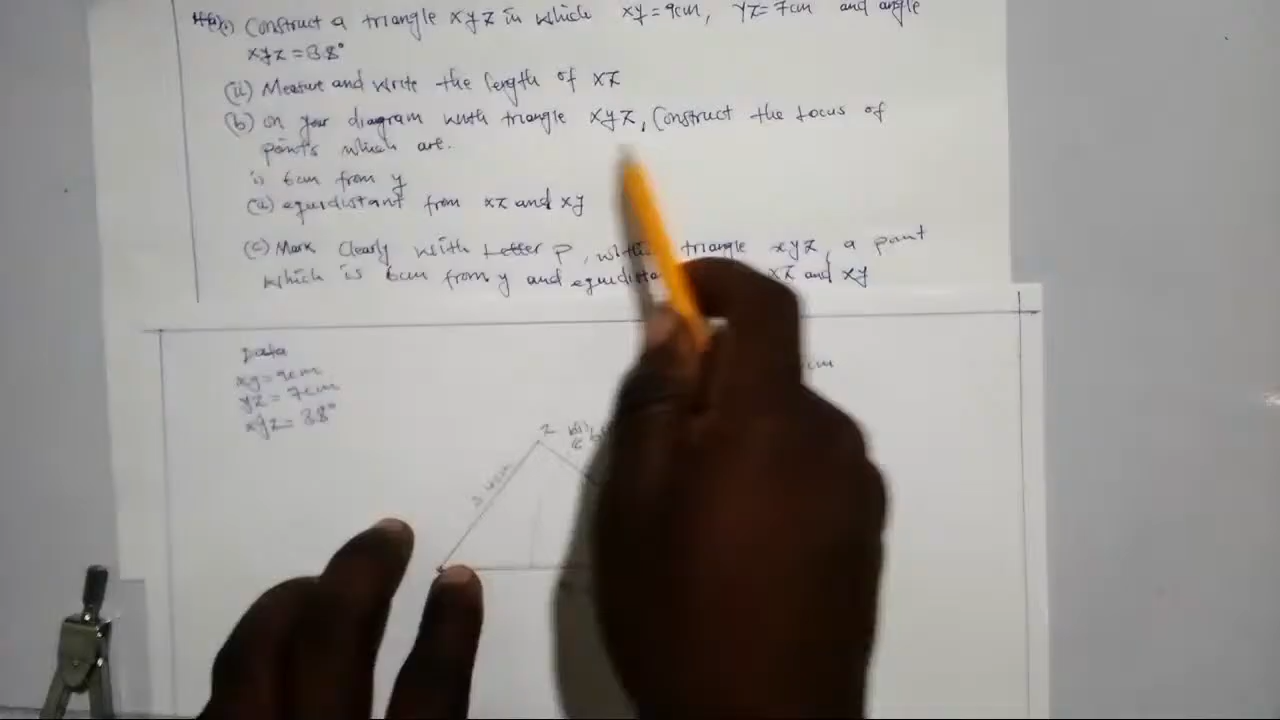 Construct a triangle xyz in which xy = 9cm, yz = 7cm and angle
xyz = 38°
(ii) Measure and write the length of xz
(b) on your diagram with triangle xyz, Construct the locus of
points which are.
i) 6cm from y
equidistant from xz and xy
(c) Mark Clearly with Letter P, triangle xyz, a point
which is 6cm from y and xz and xy
Data
xy = 9cm
yz = 7cm
xyz = 38°
cm
z